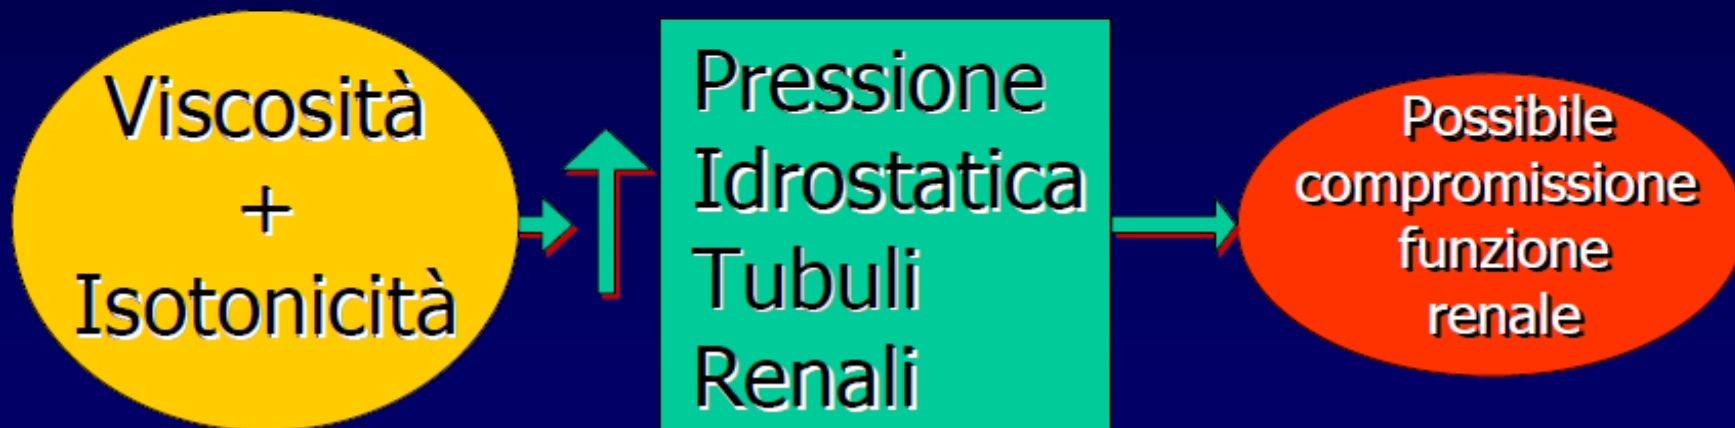 Viscosità
+
Isotonicità
Pressione
Idrostatica
Tubuli
Renali
Possibile
compromissione
funzione
renale